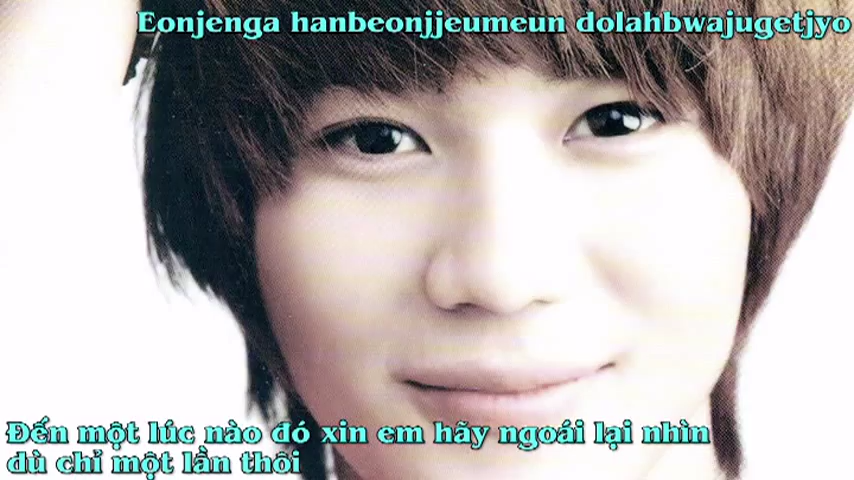 Eonjenga hanbeonjjeumeun dolahbwajugetjyo
Đến một lúc nào đó xin em hãy ngoái lại nhìn
dù chỉ một lần thôi